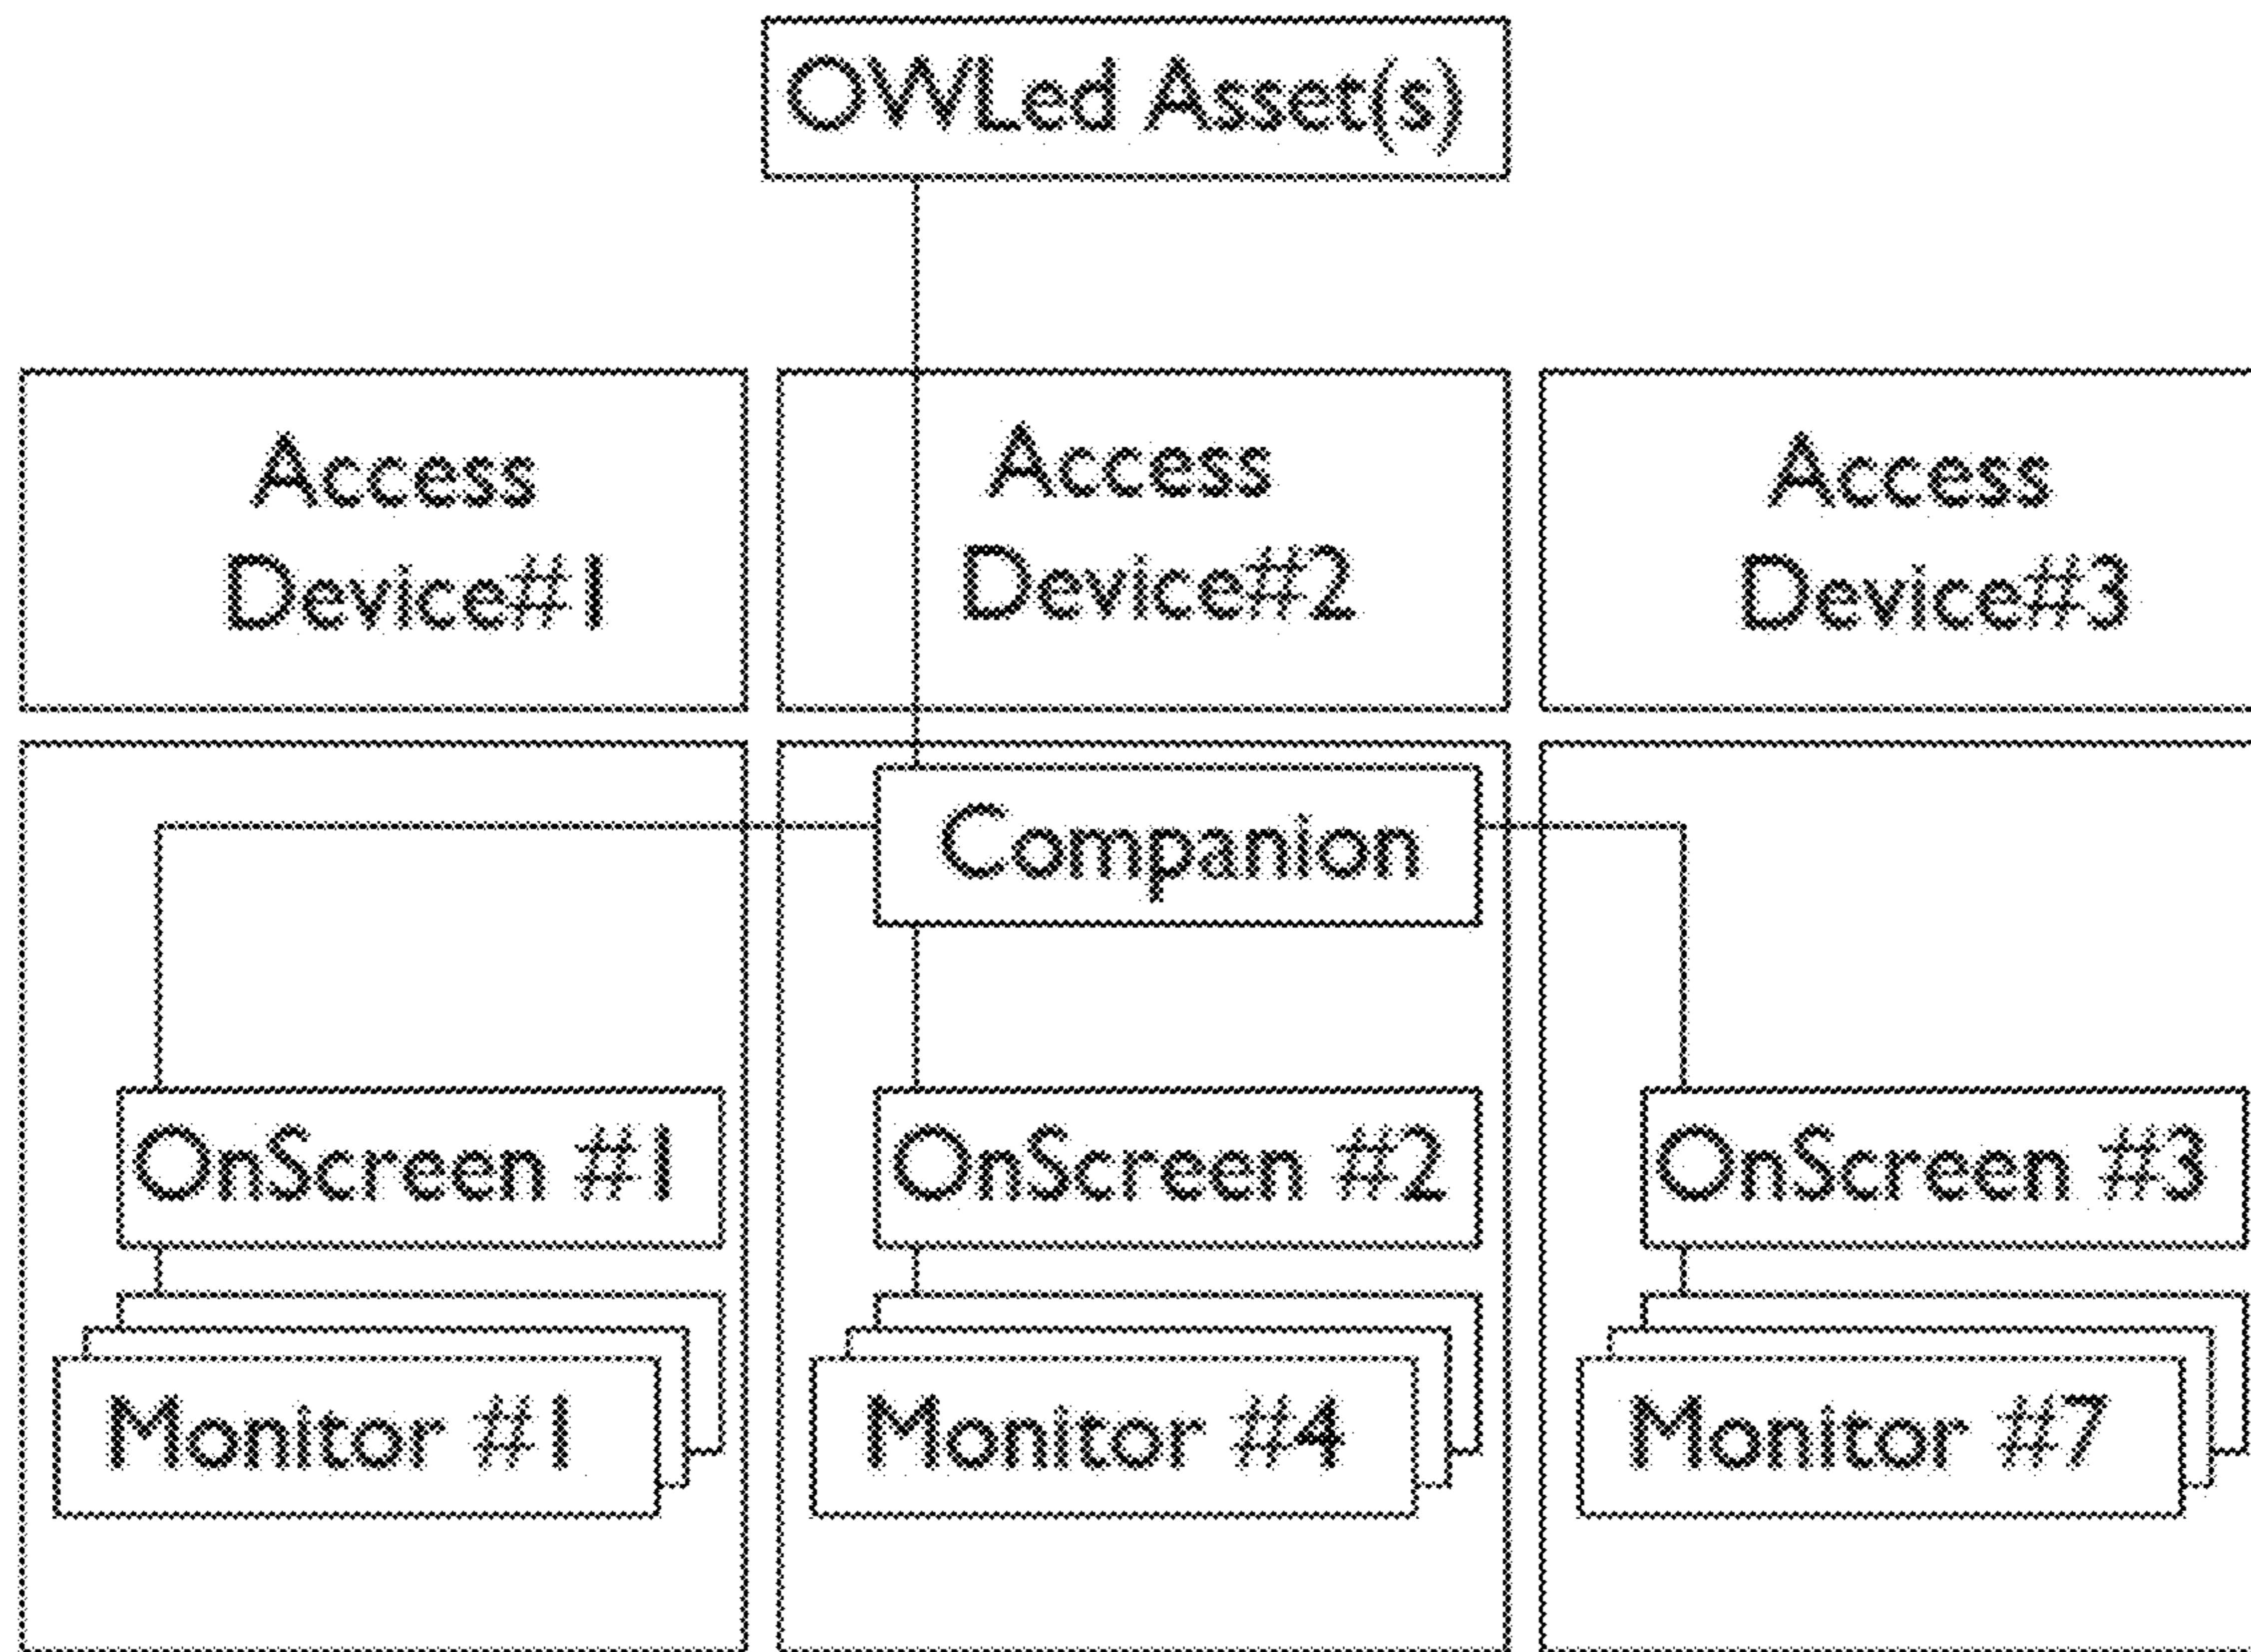 OWLed Asset(s)
Access
Device#1
Access
Device#2
Access
Device#3
Companion
OnScreen #1
OnScreen #2
OnScreen #3
Monitor #1
Monitor #4
Monitor #7